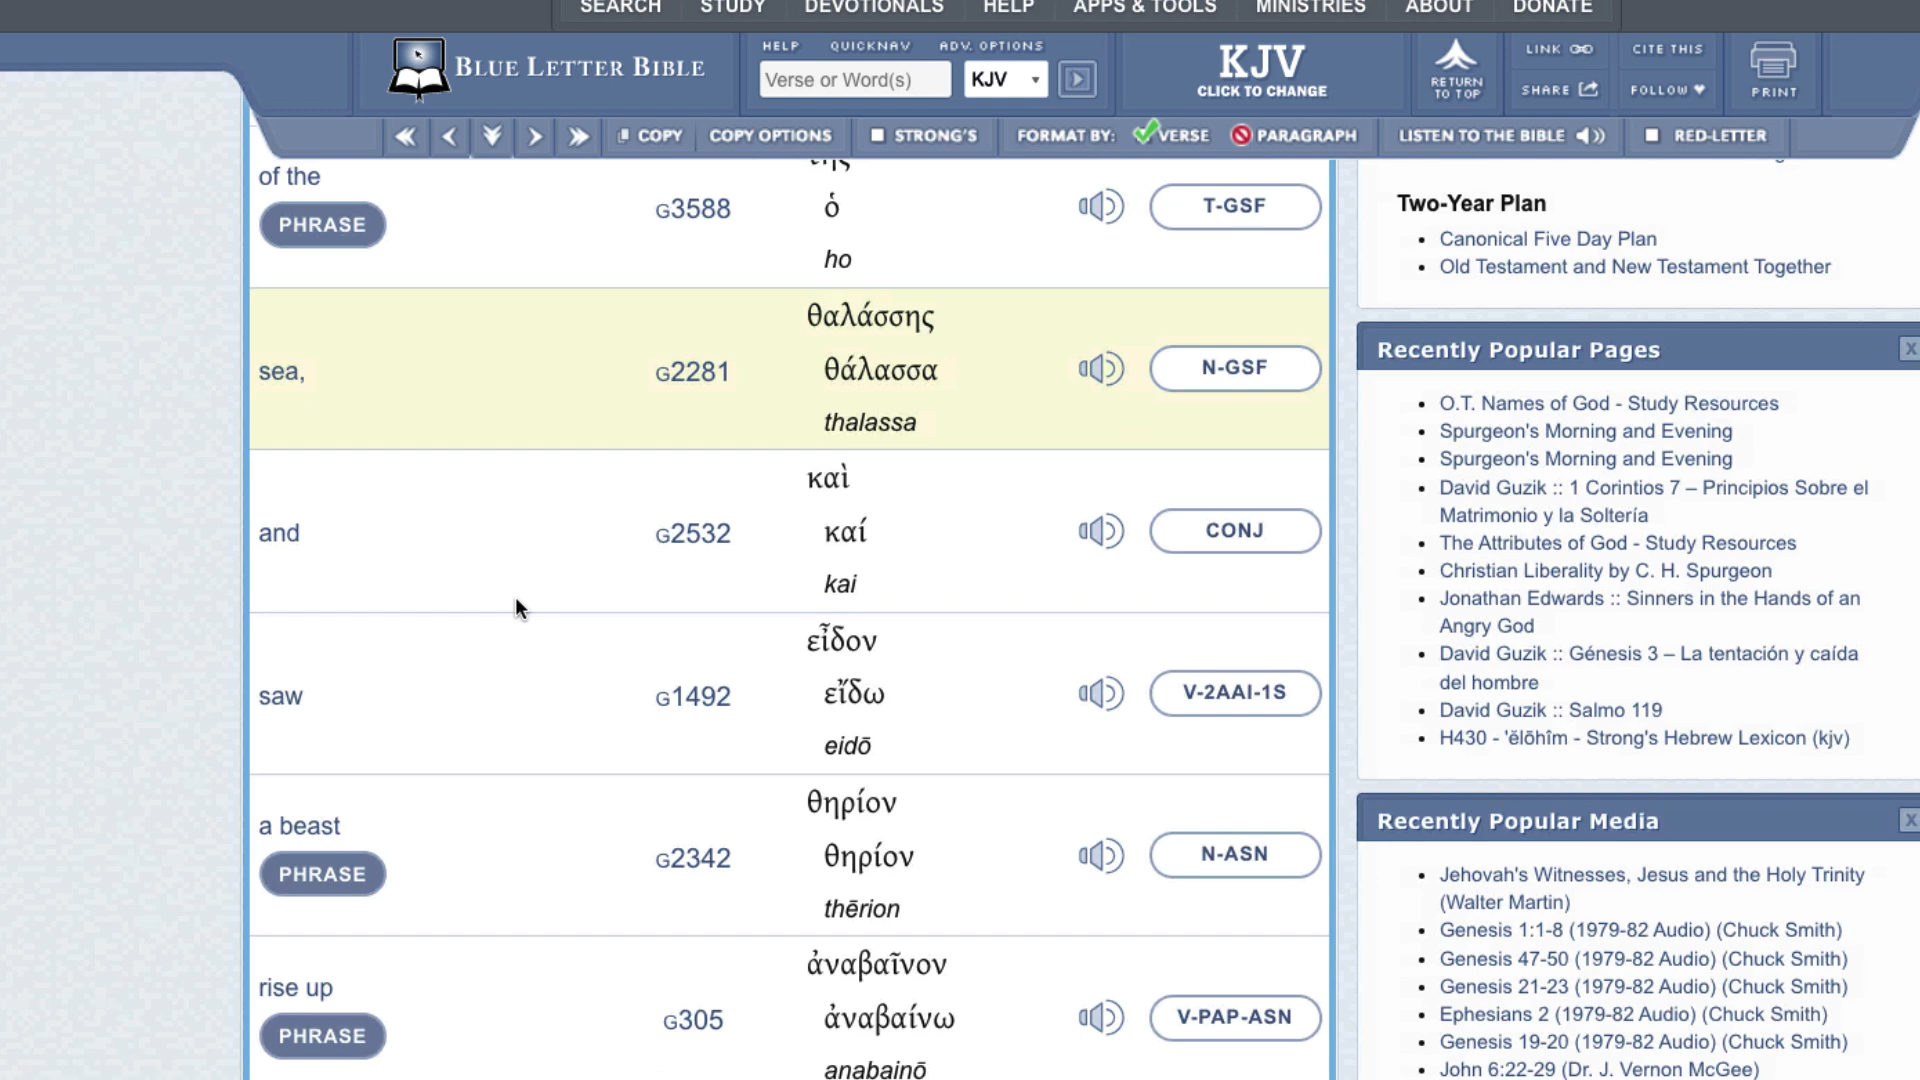 SEARCH STUDY DEVOTIONALS HELP APPS & TOOLS MINISTRIES ABOUT DONATE
BLUE LETTER BIBLE
HELP QUICKNAV ADV. OPTIONS
Verse or Word(s) KJV
KJV
CLICK TO CHANGE
RETURN
TO TOP
LINK
SHARE
CITE THIS
FOLLOW
PRINT
COPY COPY OPTIONS STRONG'S FORMAT BY: VERSE PARAGRAPH LISTEN TO THE BIBLE RED-LETTER
of the
PHRASE
G3588
τῆς
ὁ
ho
T-GSF
sea,
G2281
θαλάσσης
θάλασσα
thalassa
N-GSF
and
G2532
καὶ
καί
kai
CONJ
saw
G1492
εἶδον
εἴδω
eidō
V-2AAI-1S
a beast
PHRASE
G2342
θηρίον
θηρίον
thērion
N-ASN
rise up
PHRASE
G305
ἀναβαῖνον
ἀναβαίνω
anabainō
V-PAP-ASN
Two-Year Plan
• Canonical Five Day Plan
• Old Testament and New Testament Together
Recently Popular Pages X
• O.T. Names of God - Study Resources
• Spurgeon's Morning and Evening
• Spurgeon's Morning and Evening
• David Guzik :: 1 Corintios 7 – Principios Sobre el
Matrimonio y la Soltería
• The Attributes of God - Study Resources
• Christian Liberality by C. H. Spurgeon
• Jonathan Edwards :: Sinners in the Hands of an
Angry God
• David Guzik :: Génesis 3 – La tentación y caída
del hombre
• David Guzik :: Salmo 119
• H430 - 'ĕlōhîm - Strong's Hebrew Lexicon (kjv)
Recently Popular Media X
• Jehovah's Witnesses, Jesus and the Holy Trinity
(Walter Martin)
• Genesis 1:1-8 (1979-82 Audio) (Chuck Smith)
• Genesis 47-50 (1979-82 Audio) (Chuck Smith)
• Genesis 21-23 (1979-82 Audio) (Chuck Smith)
• Ephesians 2 (1979-82 Audio) (Chuck Smith)
• Genesis 19-20 (1979-82 Audio) (Chuck Smith)
• John 6:22-29 (Dr. J. Vernon McGee)